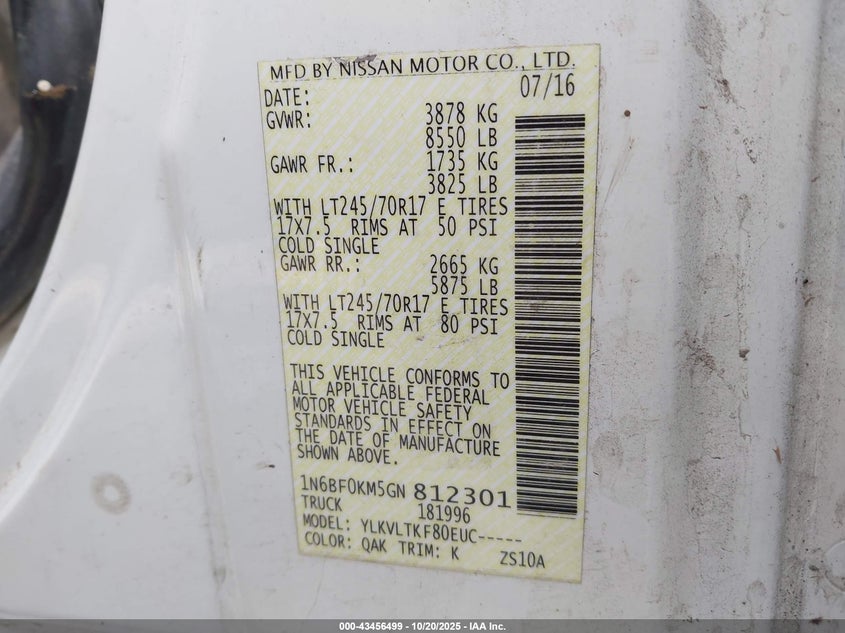 MFD BY NISSAN MOTOR CO., LTD.
DATE: 07/16
GVWR: 3878 KG
8550 LB
GAWR FR.: 1735 KG
3825 LB
WITH LT245/70R17 E TIRES
17X7.5 RIMS AT 50 PSI
COLD SINGLE
GAWR RR.: 2665 KG
5875 LB
WITH LT245/70R17 E TIRES
17X7.5 RIMS AT 80 PSI
COLD SINGLE
THIS VEHICLE CONFORMS TO
ALL APPLICABLE FEDERAL
MOTOR VEHICLE SAFETY
STANDARDS IN EFFECT ON
THE DATE OF MANUFACTURE
SHOWN ABOVE.
1N6BF0KM5GN 812301
TRUCK 181996
MODEL: YLKVLTKF80EUC-----
COLOR: QAK TRIM: K ZS10A
000-43456499 - 10/20/2025 - IAA Inc.